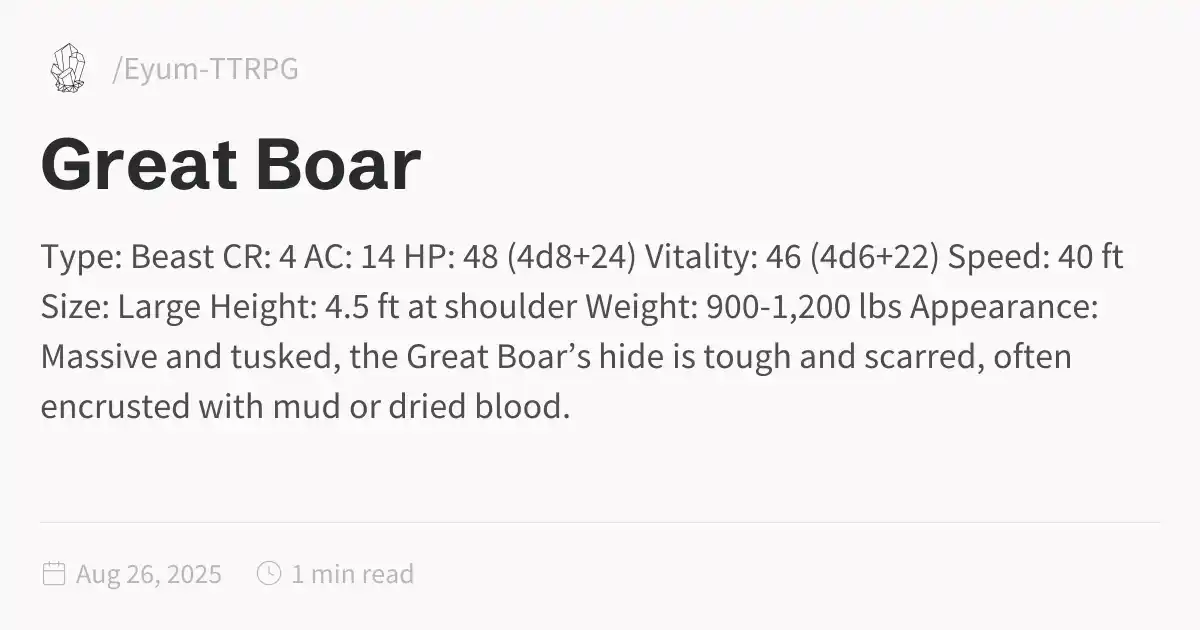 /Eyum-TTRPG
Great Boar
Type: Beast CR: 4 AC: 14 HP: 48 (4d8+24) Vitality: 46 (4d6+22) Speed: 40 ft
Size: Large Height: 4.5 ft at shoulder Weight: 900-1,200 lbs Appearance:
Massive and tusked, the Great Boar’s hide is tough and scarred, often
encrusted with mud or dried blood.
Aug 26, 2025 1 min read